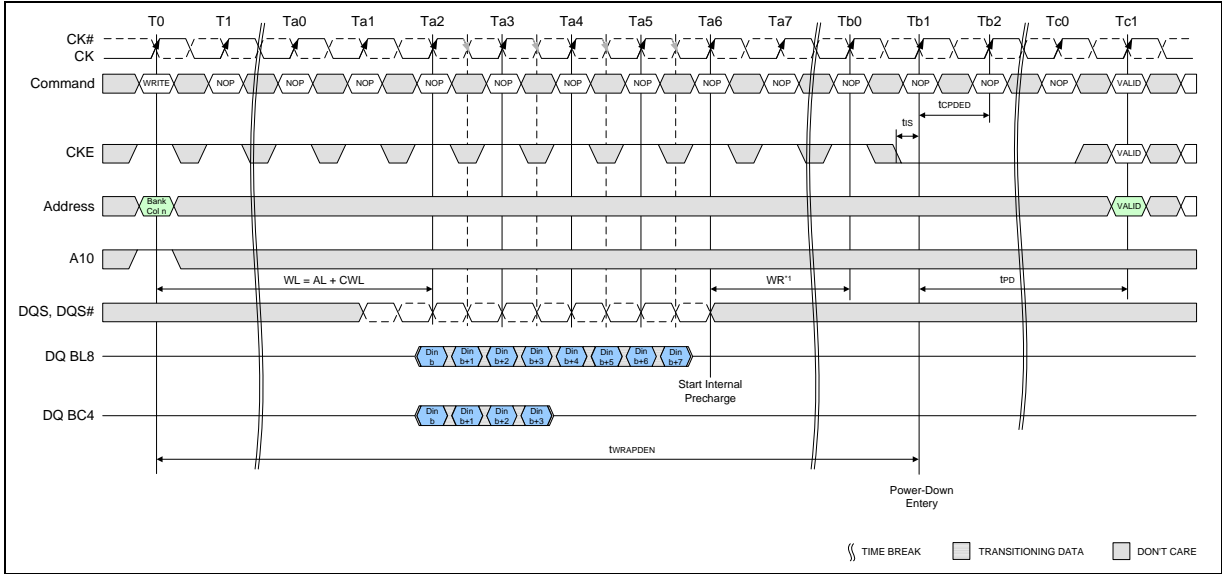 T0 T1 Ta0 Ta1 Ta2 Ta3 Ta4 Ta5 Ta6 Ta7 Tb0 Tb1 Tb2 Tc0 Tc1
CK#
CK
Command WRITE NOP NOP NOP NOP NOP NOP NOP NOP NOP NOP NOP NOP NOP VALID
tCPDED
tIS
CKE VALID
Address Bank Col n VALID
A10
WL = AL + CWL WR*1 tPD
DQS, DQS#
DQ BL8 Din b Din b+1 Din b+2 Din b+3 Din b+4 Din b+5 Din b+6 Din b+7
Start Internal
Precharge
DQ BC4 Din b Din b+1 Din b+2 Din b+3
tWRAPDEN
Power-Down
Entery
TIME BREAK TRANSITIONING DATA DON'T CARE